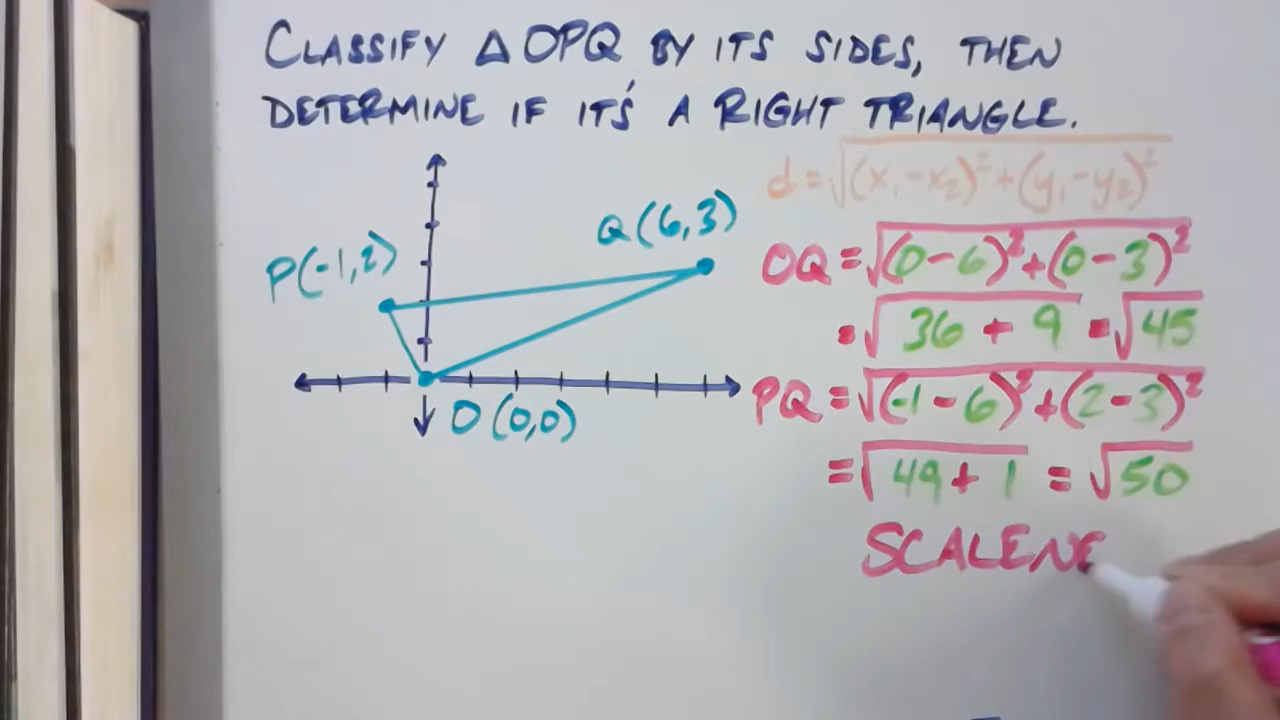 CLASSIFY △OPQ BY ITS SIDES, THEN
DETERMINE IF IT'S A RIGHT TRIANGLE.
P(-1,2)
Q(6,3)
O(0,0)
d = √(x₁-x₂)²+(y₁-y₂)²
OQ = √(0-6)²+(0-3)²
= √36 + 9 = √45
PQ = √(-1-6)²+(2-3)²
= √49 + 1 = √50
SCALENE